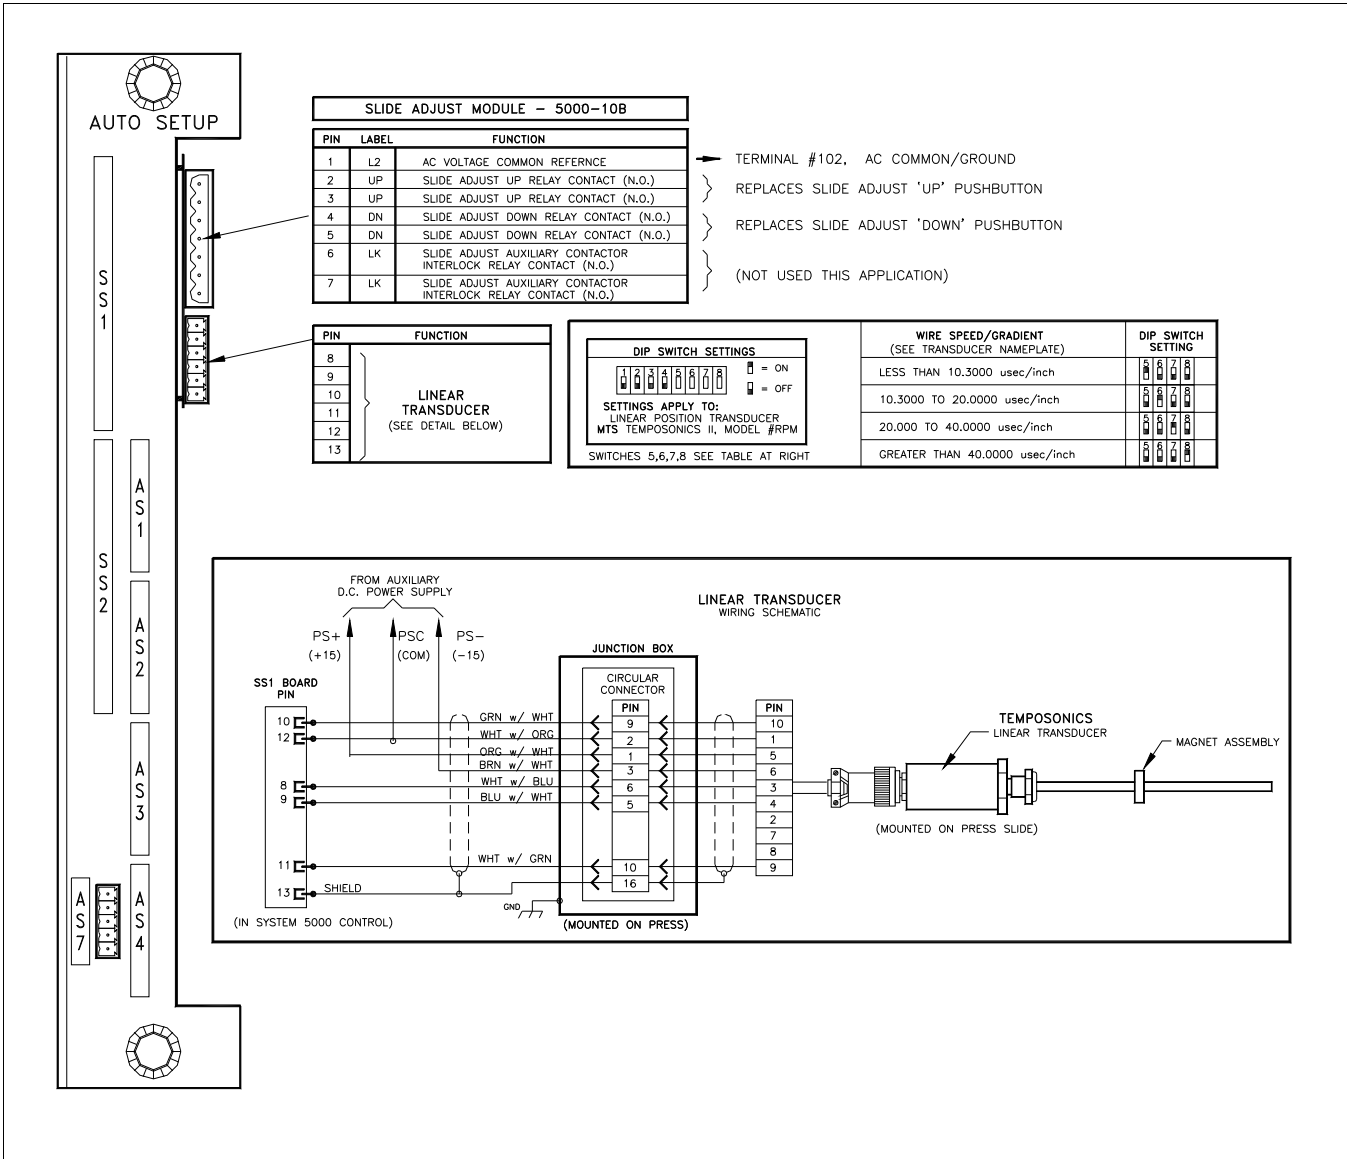 AUTO SETUP
SS1
SS2
AS1
AS2
AS3
AS4
AS7
SLIDE ADJUST MODULE - 5000-10B
PIN LABEL FUNCTION
1 L2 AC VOLTAGE COMMON REFERNCE
2 UP SLIDE ADJUST UP RELAY CONTACT (N.O.)
3 UP SLIDE ADJUST UP RELAY CONTACT (N.O.)
4 DN SLIDE ADJUST DOWN RELAY CONTACT (N.O.)
5 DN SLIDE ADJUST DOWN RELAY CONTACT (N.O.)
6 LK SLIDE ADJUST AUXILIARY CONTACTOR
INTERLOCK RELAY CONTACT (N.O.)
7 LK SLIDE ADJUST AUXILIARY CONTACTOR
INTERLOCK RELAY CONTACT (N.O.)
TERMINAL #102, AC COMMON/GROUND
REPLACES SLIDE ADJUST 'UP' PUSHBUTTON
REPLACES SLIDE ADJUST 'DOWN' PUSHBUTTON
(NOT USED THIS APPLICATION)
PIN FUNCTION
8
9
10
11
12
13
LINEAR
TRANSDUCER
(SEE DETAIL BELOW)
DIP SWITCH SETTINGS
1 2 3 4 5 6 7 8
= ON
= OFF
SETTINGS APPLY TO:
LINEAR POSITION TRANSDUCER
MTS TEMPOSONICS II, MODEL #RPM
SWITCHES 5,6,7,8 SEE TABLE AT RIGHT
WIRE SPEED/GRADIENT
(SEE TRANSDUCER NAMEPLATE)
DIP SWITCH
SETTING
LESS THAN 10.3000 usec/inch 5 6 7 8
10.3000 TO 20.0000 usec/inch 5 6 7 8
20.000 TO 40.0000 usec/inch 5 6 7 8
GREATER THAN 40.0000 usec/inch 5 6 7 8
FROM AUXILIARY
D.C. POWER SUPPLY
PS+ PSC PS-
(+15) (COM) (-15)
LINEAR TRANSDUCER
WIRING SCHEMATIC
JUNCTION BOX
CIRCULAR
CONNECTOR
SS1 BOARD
PIN
PIN
PIN
10 GRN w/ WHT 9 10
12 WHT w/ ORG 2 1
ORG w/ WHT 1 5
BRN w/ WHT 3 6
8 WHT w/ BLU 6 3
9 BLU w/ WHT 5 4
2
7
8
11 WHT w/ GRN 10 9
13 SHIELD 16
GND
(IN SYSTEM 5000 CONTROL)
(MOUNTED ON PRESS)
TEMPOSONICS
LINEAR TRANSDUCER
MAGNET ASSEMBLY
(MOUNTED ON PRESS SLIDE)